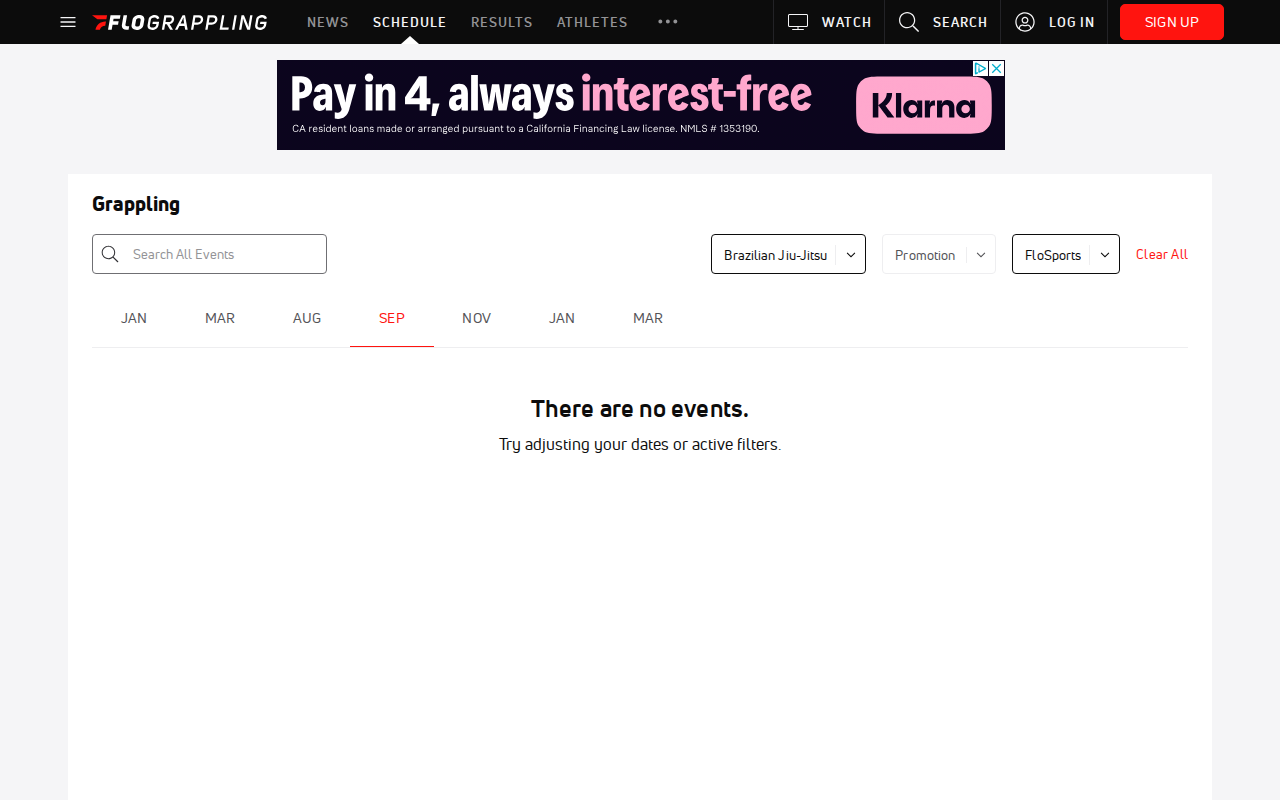 FLOGRAPPLING
NEWS
SCHEDULE
RESULTS
ATHLETES
WATCH
SEARCH
LOG IN
SIGN UP
Pay in 4, always interest-free
CA resident loans made or arranged pursuant to a California Financing Law license. NMLS # 1353190.
Klarna
Grappling
Search All Events
Brazilian Jiu-Jitsu
Promotion
FloSports
Clear All
JAN
MAR
AUG
SEP
NOV
JAN
MAR
There are no events.
Try adjusting your dates or active filters.